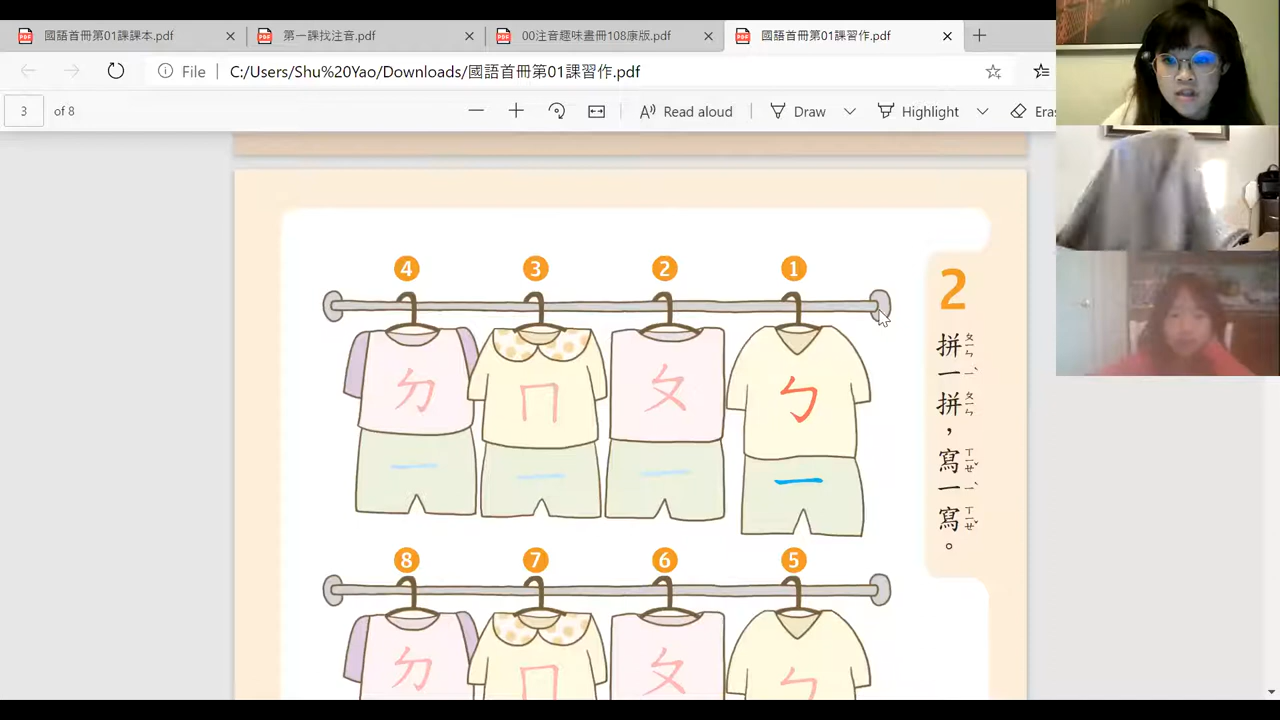 國語首冊第01課課本.pdf
第一課找注音.pdf
00注音趣味畫冊108康版.pdf
國語首冊第01課習作.pdf
File
C:/Users/Shu%20Yao/Downloads/國語首冊第01課習作.pdf
3 of 8
Read aloud
Draw
Highlight
Eras
2
拼一拼，寫一寫。
ㄆㄧㄣ ㄧˋ ㄆㄧㄣ ㄒㄧㄝˇ ㄧˋ ㄒㄧㄝˇ
4 3 2 1
ㄉ ㄇ ㄆ ㄅ
ㄧ ㄧ ㄧ ㄧ
8 7 6 5
ㄉ ㄇ ㄆ ㄅ